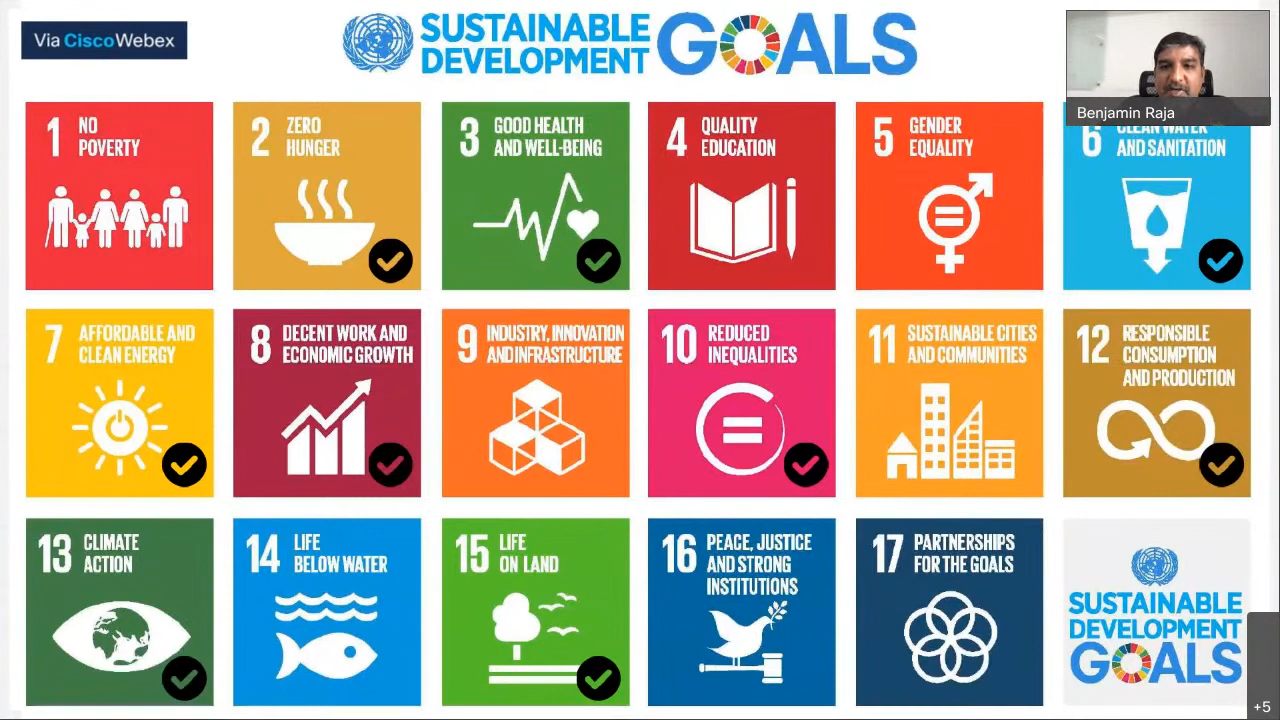 Via CiscoWebex
SUSTAINABLE
DEVELOPMENT
GOALS
Benjamin Raja
1 NO
POVERTY
2 ZERO
HUNGER
3 GOOD HEALTH
AND WELL-BEING
4 QUALITY
EDUCATION
5 GENDER
EQUALITY
6 CLEAN WATER
AND SANITATION
7 AFFORDABLE AND
CLEAN ENERGY
8 DECENT WORK AND
ECONOMIC GROWTH
9 INDUSTRY, INNOVATION
ANDINFRASTRUCTURE
10 REDUCED
INEQUALITIES
11 SUSTAINABLE CITIES
AND COMMUNITIES
12 RESPONSIBLE
CONSUMPTION
AND PRODUCTION
13 CLIMATE
ACTION
14 LIFE
BELOW WATER
15 LIFE
ON LAND
16 PEACE, JUSTICE
AND STRONG
INSTITUTIONS
17 PARTNERSHIPS
FOR THE GOALS
SUSTAINABLE
DEVELOPMENT
GOALS
+5